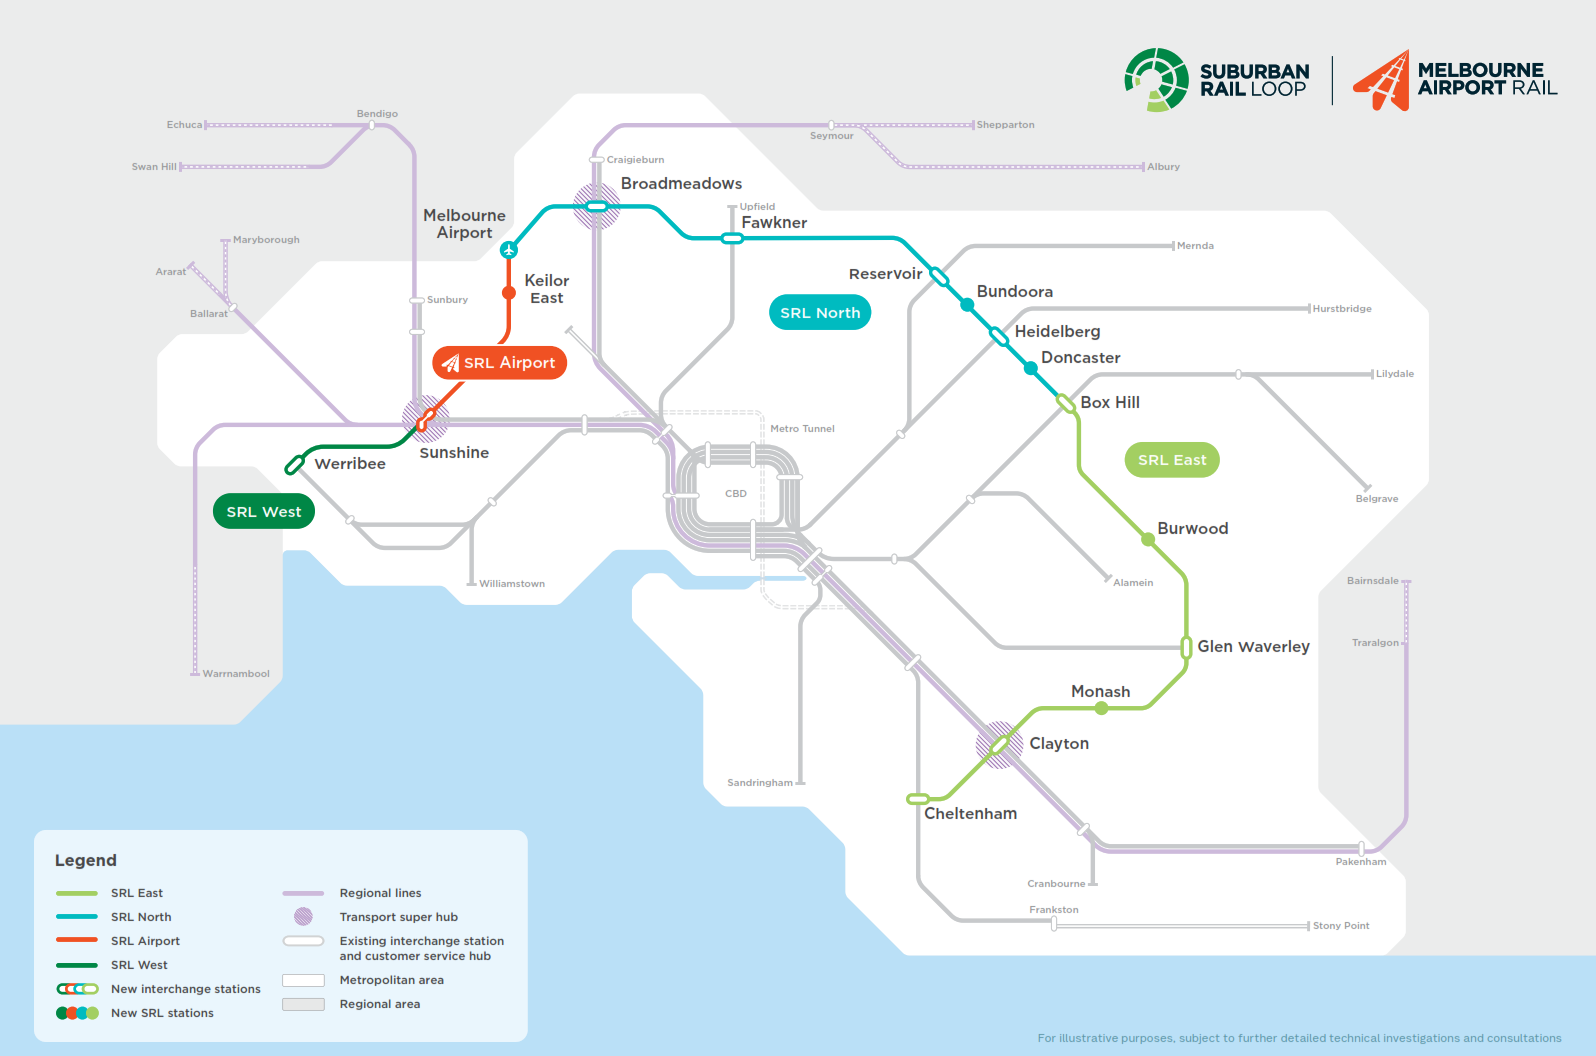 SUBURBAN
RAIL LOOP
MELBOURNE
AIRPORT RAIL
Bendigo
Echuca
Swan Hill
Seymour
Shepparton
Albury
Craigieburn
Broadmeadows
Melbourne
Airport
Upfield
Fawkner
Maryborough
Ararat
Ballarat
Sunbury
Keilor
East
Reservoir
Mernda
Bundoora
SRL North
Hurstbridge
Heidelberg
Doncaster
SRL Airport
Lilydale
Box Hill
Metro Tunnel
Sunshine
Werribee
SRL East
CBD
Belgrave
SRL West
Burwood
Williamstown
Alamein
Bairnsdale
Traralgon
Glen Waverley
Warrnambool
Monash
Clayton
Sandringham
Cheltenham
Pakenham
Cranbourne
Frankston
Stony Point
Legend
SRL East
SRL North
SRL Airport
SRL West
New interchange stations
New SRL stations
Regional lines
Transport super hub
Existing interchange station
and customer service hub
Metropolitan area
Regional area
For illustrative purposes, subject to further detailed technical investigations and consultations